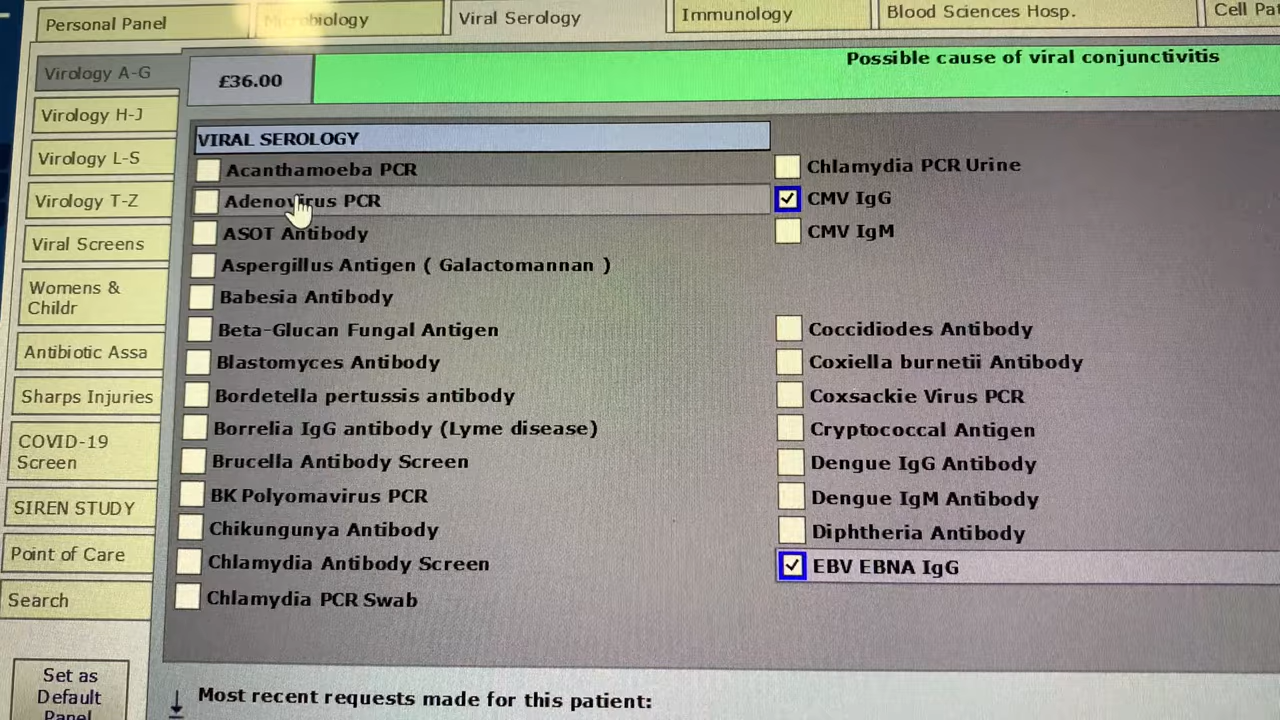 Personal Panel
Microbiology
Viral Serology
Immunology
Blood Sciences Hosp.
Cell Pat
Virology A-G
Virology H-J
Virology L-S
Virology T-Z
Viral Screens
Womens &
Childr
Antibiotic Assa
Sharps Injuries
COVID-19
Screen
SIREN STUDY
Point of Care
Search
Set as
Default
Panel
£36.00
Possible cause of viral conjunctivitis
VIRAL SEROLOGY
Acanthamoeba PCR
Adenovirus PCR
ASOT Antibody
Aspergillus Antigen ( Galactomannan )
Babesia Antibody
Beta-Glucan Fungal Antigen
Blastomyces Antibody
Bordetella pertussis antibody
Borrelia IgG antibody (Lyme disease)
Brucella Antibody Screen
BK Polyomavirus PCR
Chikungunya Antibody
Chlamydia Antibody Screen
Chlamydia PCR Swab
Chlamydia PCR Urine
CMV IgG
CMV IgM
Coccidiodes Antibody
Coxiella burnetii Antibody
Coxsackie Virus PCR
Cryptococcal Antigen
Dengue IgG Antibody
Dengue IgM Antibody
Diphtheria Antibody
EBV EBNA IgG
Most recent requests made for this patient: